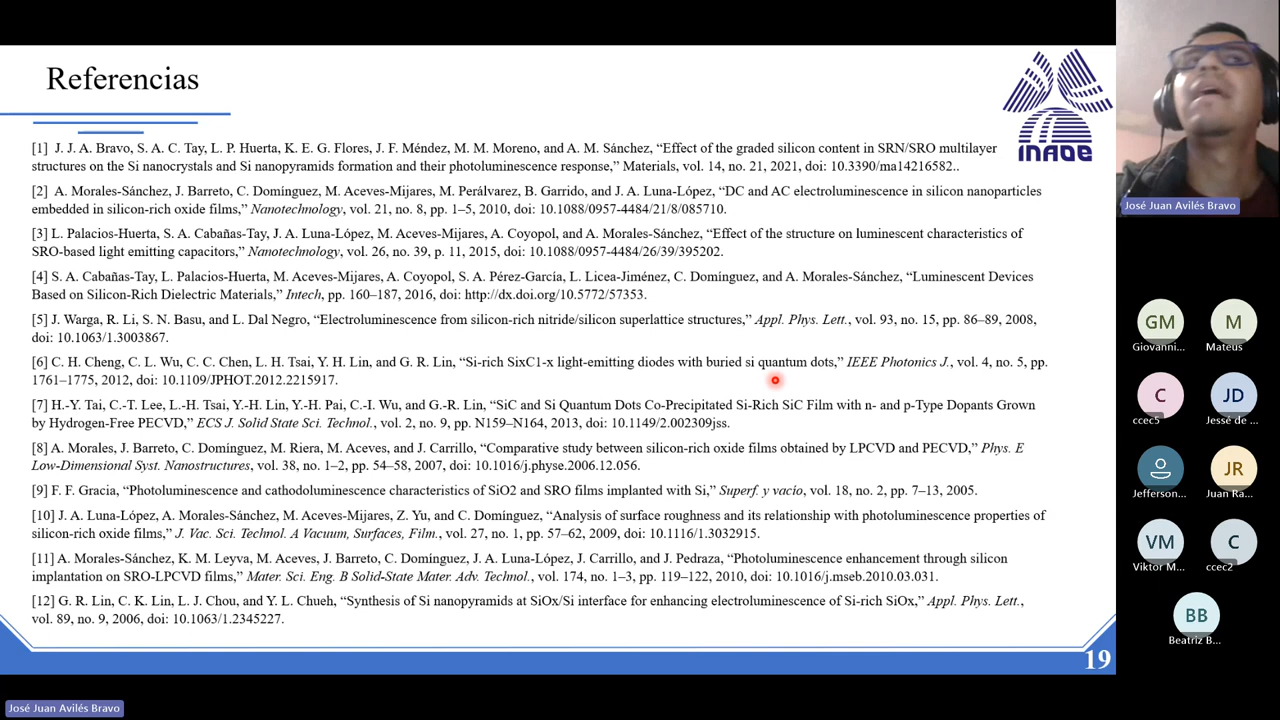 Referencias
INAOE
[1] J. J. A. Bravo, S. A. C. Tay, L. P. Huerta, K. E. G. Flores, J. F. Méndez, M. M. Moreno, and A. M. Sánchez, “Effect of the graded silicon content in SRN/SRO multilayer
structures on the Si nanocrystals and Si nanopyramids formation and their photoluminescence response,” Materials, vol. 14, no. 21, 2021, doi: 10.3390/ma14216582..
[2] A. Morales-Sánchez, J. Barreto, C. Domínguez, M. Aceves-Mijares, M. Perálvarez, B. Garrido, and J. A. Luna-López, “DC and AC electroluminescence in silicon nanoparticles
embedded in silicon-rich oxide films,” Nanotechnology, vol. 21, no. 8, pp. 1–5, 2010, doi: 10.1088/0957-4484/21/8/085710.
[3] L. Palacios-Huerta, S. A. Cabañas-Tay, J. A. Luna-López, M. Aceves-Mijares, A. Coyopol, and A. Morales-Sánchez, “Effect of the structure on luminescent characteristics of
SRO-based light emitting capacitors,” Nanotechnology, vol. 26, no. 39, p. 11, 2015, doi: 10.1088/0957-4484/26/39/395202.
[4] S. A. Cabañas-Tay, L. Palacios-Huerta, M. Aceves-Mijares, A. Coyopol, S. A. Pérez-García, L. Licea-Jiménez, C. Domínguez, and A. Morales-Sánchez, “Luminescent Devices
Based on Silicon-Rich Dielectric Materials,” Intech, pp. 160–187, 2016, doi: http://dx.doi.org/10.5772/57353.
[5] J. Warga, R. Li, S. N. Basu, and L. Dal Negro, “Electroluminescence from silicon-rich nitride/silicon superlattice structures,” Appl. Phys. Lett., vol. 93, no. 15, pp. 86–89, 2008,
doi: 10.1063/1.3003867.
[6] C. H. Cheng, C. L. Wu, C. C. Chen, L. H. Tsai, Y. H. Lin, and G. R. Lin, “Si-rich SixC1-x light-emitting diodes with buried si quantum dots,” IEEE Photonics J., vol. 4, no. 5, pp.
1761–1775, 2012, doi: 10.1109/JPHOT.2012.2215917.
[7] H.-Y. Tai, C.-T. Lee, L.-H. Tsai, Y.-H. Lin, Y.-H. Pai, C.-I. Wu, and G.-R. Lin, “SiC and Si Quantum Dots Co-Precipitated Si-Rich SiC Film with n- and p-Type Dopants Grown
by Hydrogen-Free PECVD,” ECS J. Solid State Sci. Technol., vol. 2, no. 9, pp. N159–N164, 2013, doi: 10.1149/2.002309jss.
[8] A. Morales, J. Barreto, C. Domínguez, M. Riera, M. Aceves, and J. Carrillo, “Comparative study between silicon-rich oxide films obtained by LPCVD and PECVD,” Phys. E
Low-Dimensional Syst. Nanostructures, vol. 38, no. 1–2, pp. 54–58, 2007, doi: 10.1016/j.physe.2006.12.056.
[9] F. F. Gracia, “Photoluminescence and cathodoluminescence characteristics of SiO2 and SRO films implanted with Si,” Superf. y vacío, vol. 18, no. 2, pp. 7–13, 2005.
[10] J. A. Luna-López, A. Morales-Sánchez, M. Aceves-Mijares, Z. Yu, and C. Domínguez, “Analysis of surface roughness and its relationship with photoluminescence properties of
silicon-rich oxide films,” J. Vac. Sci. Technol. A Vacuum, Surfaces, Film., vol. 27, no. 1, pp. 57–62, 2009, doi: 10.1116/1.3032915.
[11] A. Morales-Sánchez, K. M. Leyva, M. Aceves, J. Barreto, C. Domínguez, J. A. Luna-López, J. Carrillo, and J. Pedraza, “Photoluminescence enhancement through silicon
implantation on SRO-LPCVD films,” Mater. Sci. Eng. B Solid-State Mater. Adv. Technol., vol. 174, no. 1–3, pp. 119–122, 2010, doi: 10.1016/j.mseb.2010.03.031.
[12] G. R. Lin, C. K. Lin, L. J. Chou, and Y. L. Chueh, “Synthesis of Si nanopyramids at SiOx/Si interface for enhancing electroluminescence of Si-rich SiOx,” Appl. Phys. Lett.,
vol. 89, no. 9, 2006, doi: 10.1063/1.2345227.
19
José Juan Avilés Bravo
José Juan Avilés Bravo
GM
M
Giovanni...
Mateus
C
JD
ccec5
Jessé de ...
JR
Jefferson...
Juan Ra...
VM
C
Viktor M...
ccec2
BB
Beatriz B...